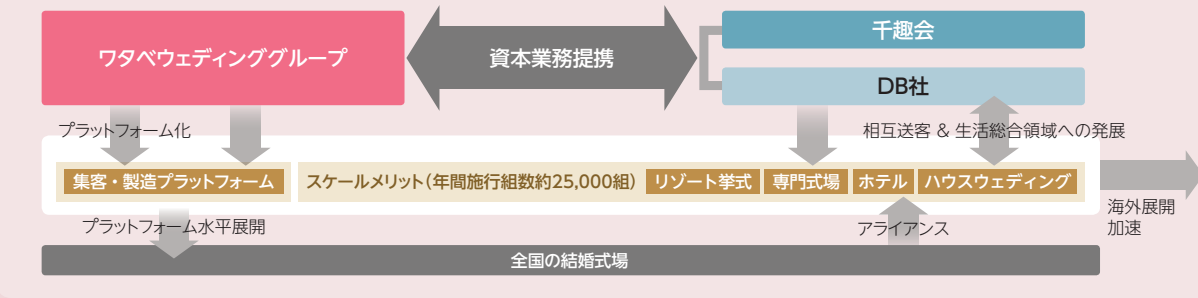 ワタベウェディンググループ
資本業務提携
千趣会
DB社
プラットフォーム化
相互送客 & 生活総合領域への発展
集客・製造プラットフォーム
スケールメリット（年間施行組数約25,000組）
リゾート挙式
専門式場
ホテル
ハウスウェディング
プラットフォーム水平展開
アライアンス
海外展開
加速
全国の結婚式場